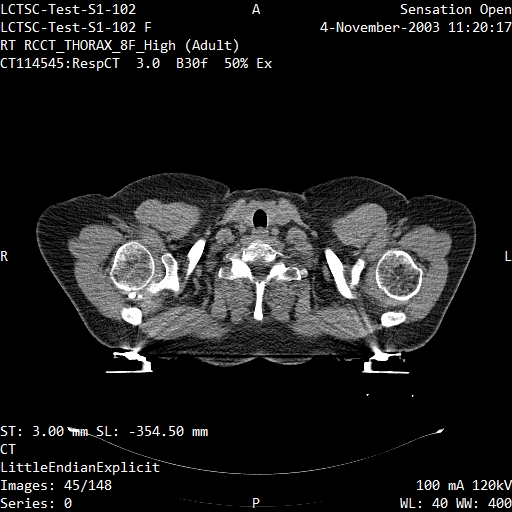 LCTSC-Test-S1-102
A
Sensation Open
LCTSC-Test-S1-102 F
4-November-2003 11:20:17
RT RCCT_THORAX_8F_High (Adult)
CT114545:RespCT 3.0 B30f 50% Ex
R
L
ST: 3.00 mm SL: -354.50 mm
CT
LittleEndianExplicit
Images: 45/148
100 mA 120kV
Series: 0
P
WL: 40 WW: 400